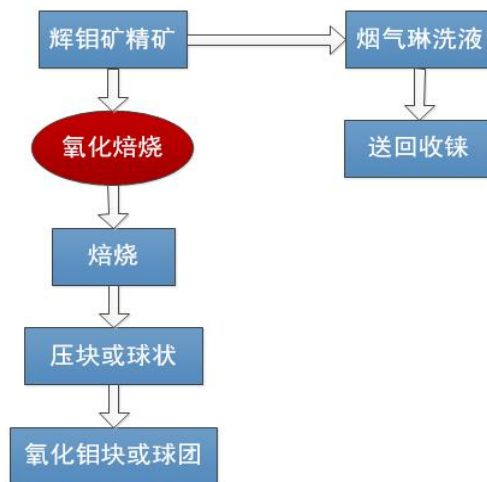 辉钼矿精矿
烟气琳洗液
氧化焙烧
送回收铼
焙烧
压块或球状
氧化钼块或球团